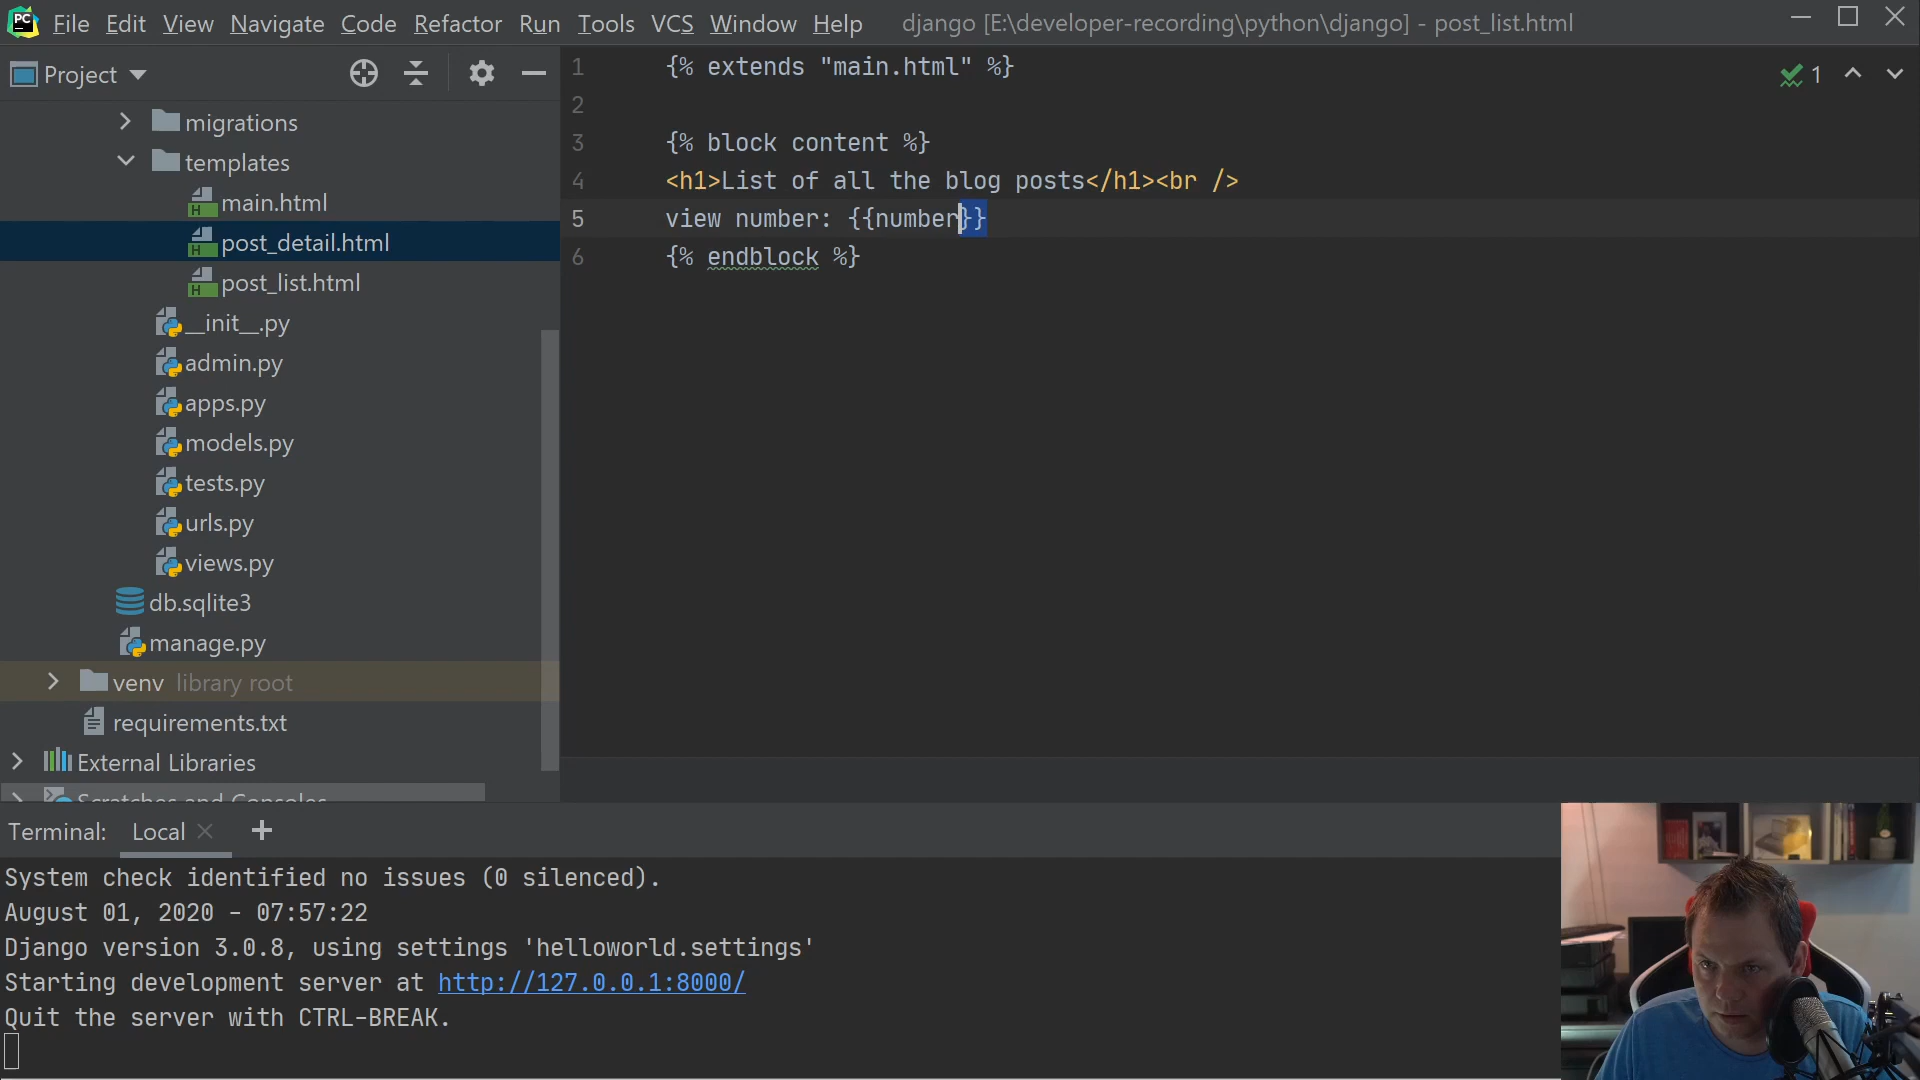 PC File Edit View Navigate Code Refactor Run Tools VCS Window Help django [E:\developer-recording\python\django] - post_list.html
Project
migrations
templates
main.html
post_detail.html
post_list.html
__init__.py
admin.py
apps.py
models.py
tests.py
urls.py
views.py
db.sqlite3
manage.py
venv library root
requirements.txt
External Libraries
Scratches and Consoles
1 {% extends "main.html" %}
2
3 {% block content %}
4 <h1>List of all the blog posts</h1><br />
5 view number: {{number}}
6 {% endblock %}
1
Terminal: Local
System check identified no issues (0 silenced).
August 01, 2020 - 07:57:22
Django version 3.0.8, using settings 'helloworld.settings'
Starting development server at http://127.0.0.1:8000/
Quit the server with CTRL-BREAK.